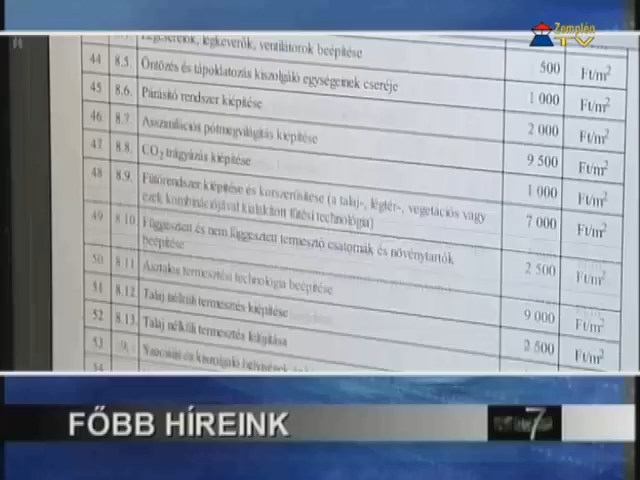 Zemplén
TV
Légcserélők, légkeverők, ventilátorok beépítése 500 Ft/m²
44 8.5. Öntözés és tápoldatozás kiszolgáló egységeinek cseréje 1 000 Ft/m²
45 8.6. Párásító rendszer kiépítése 2 000 Ft/m²
46 8.7. Asszimilációs pótmegvilágítás kiépítése 9 500 Ft/m²
47 8.8. CO2 trágyázás kiépítése 1 000 Ft/m²
48 8.9. Fűtőrendszer kiépítése és korszerűsítése (a talaj-, légtér-, vegetációs vagy
ezek kombinációjával kialakított fűtési technológia) 7 000 Ft/m²
49 8.10. Függesztett és nem függesztett termesztő csatornák és növénytartók
beépítése 2 500 Ft/m²
50 8.11. Asztalos termesztési technológia beépítése 9 000 Ft/m²
51 8.12. Talaj nélküli termesztés kiépítése 2 500 Ft/m²
52 8.13. Talaj nélküli termesztés felújítása
53 9.
FŐBB HÍREINK
7